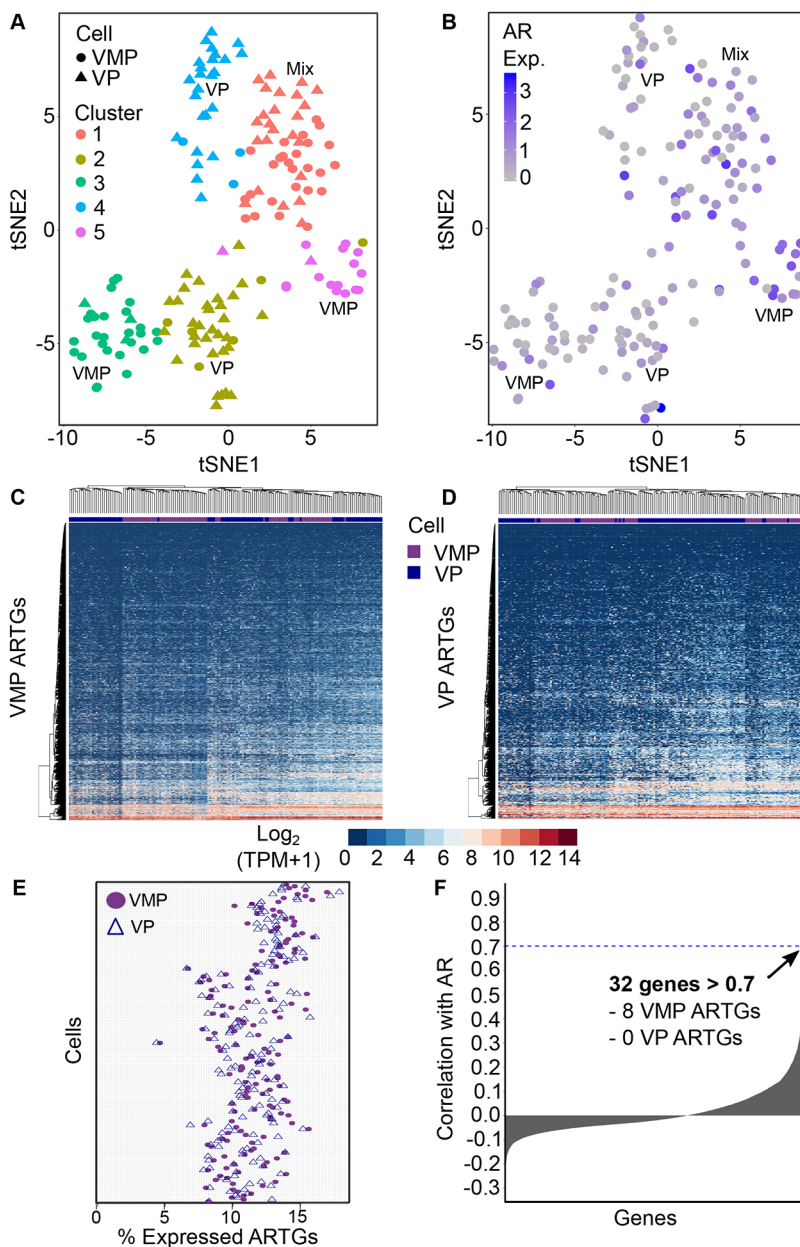 A
Cell
VMP
VP
Cluster
1
2
3
4
5
VP
Mix
VMP
VMP
VP
5
0
-5
tSNE2
-10
-5
0
5
tSNE1
B
AR
Exp.
3
2
1
0
VP
Mix
VMP
VMP
VP
5
0
-5
tSNE2
-10
-5
0
5
tSNE1
C
VMP ARTGs
Cell
VMP
VP
D
VP ARTGs
Log2
(TPM+1)
0 2 4 6 8 10 12 14
E
VMP
VP
Cells
0 5 10 15
% Expressed ARTGs
F
0.9
0.8
0.7
0.6
0.5
0.4
0.3
0.2
0.1
0.0
-0.1
-0.2
-0.3
Correlation with AR
32 genes > 0.7
- 8 VMP ARTGs
- 0 VP ARTGs
Genes